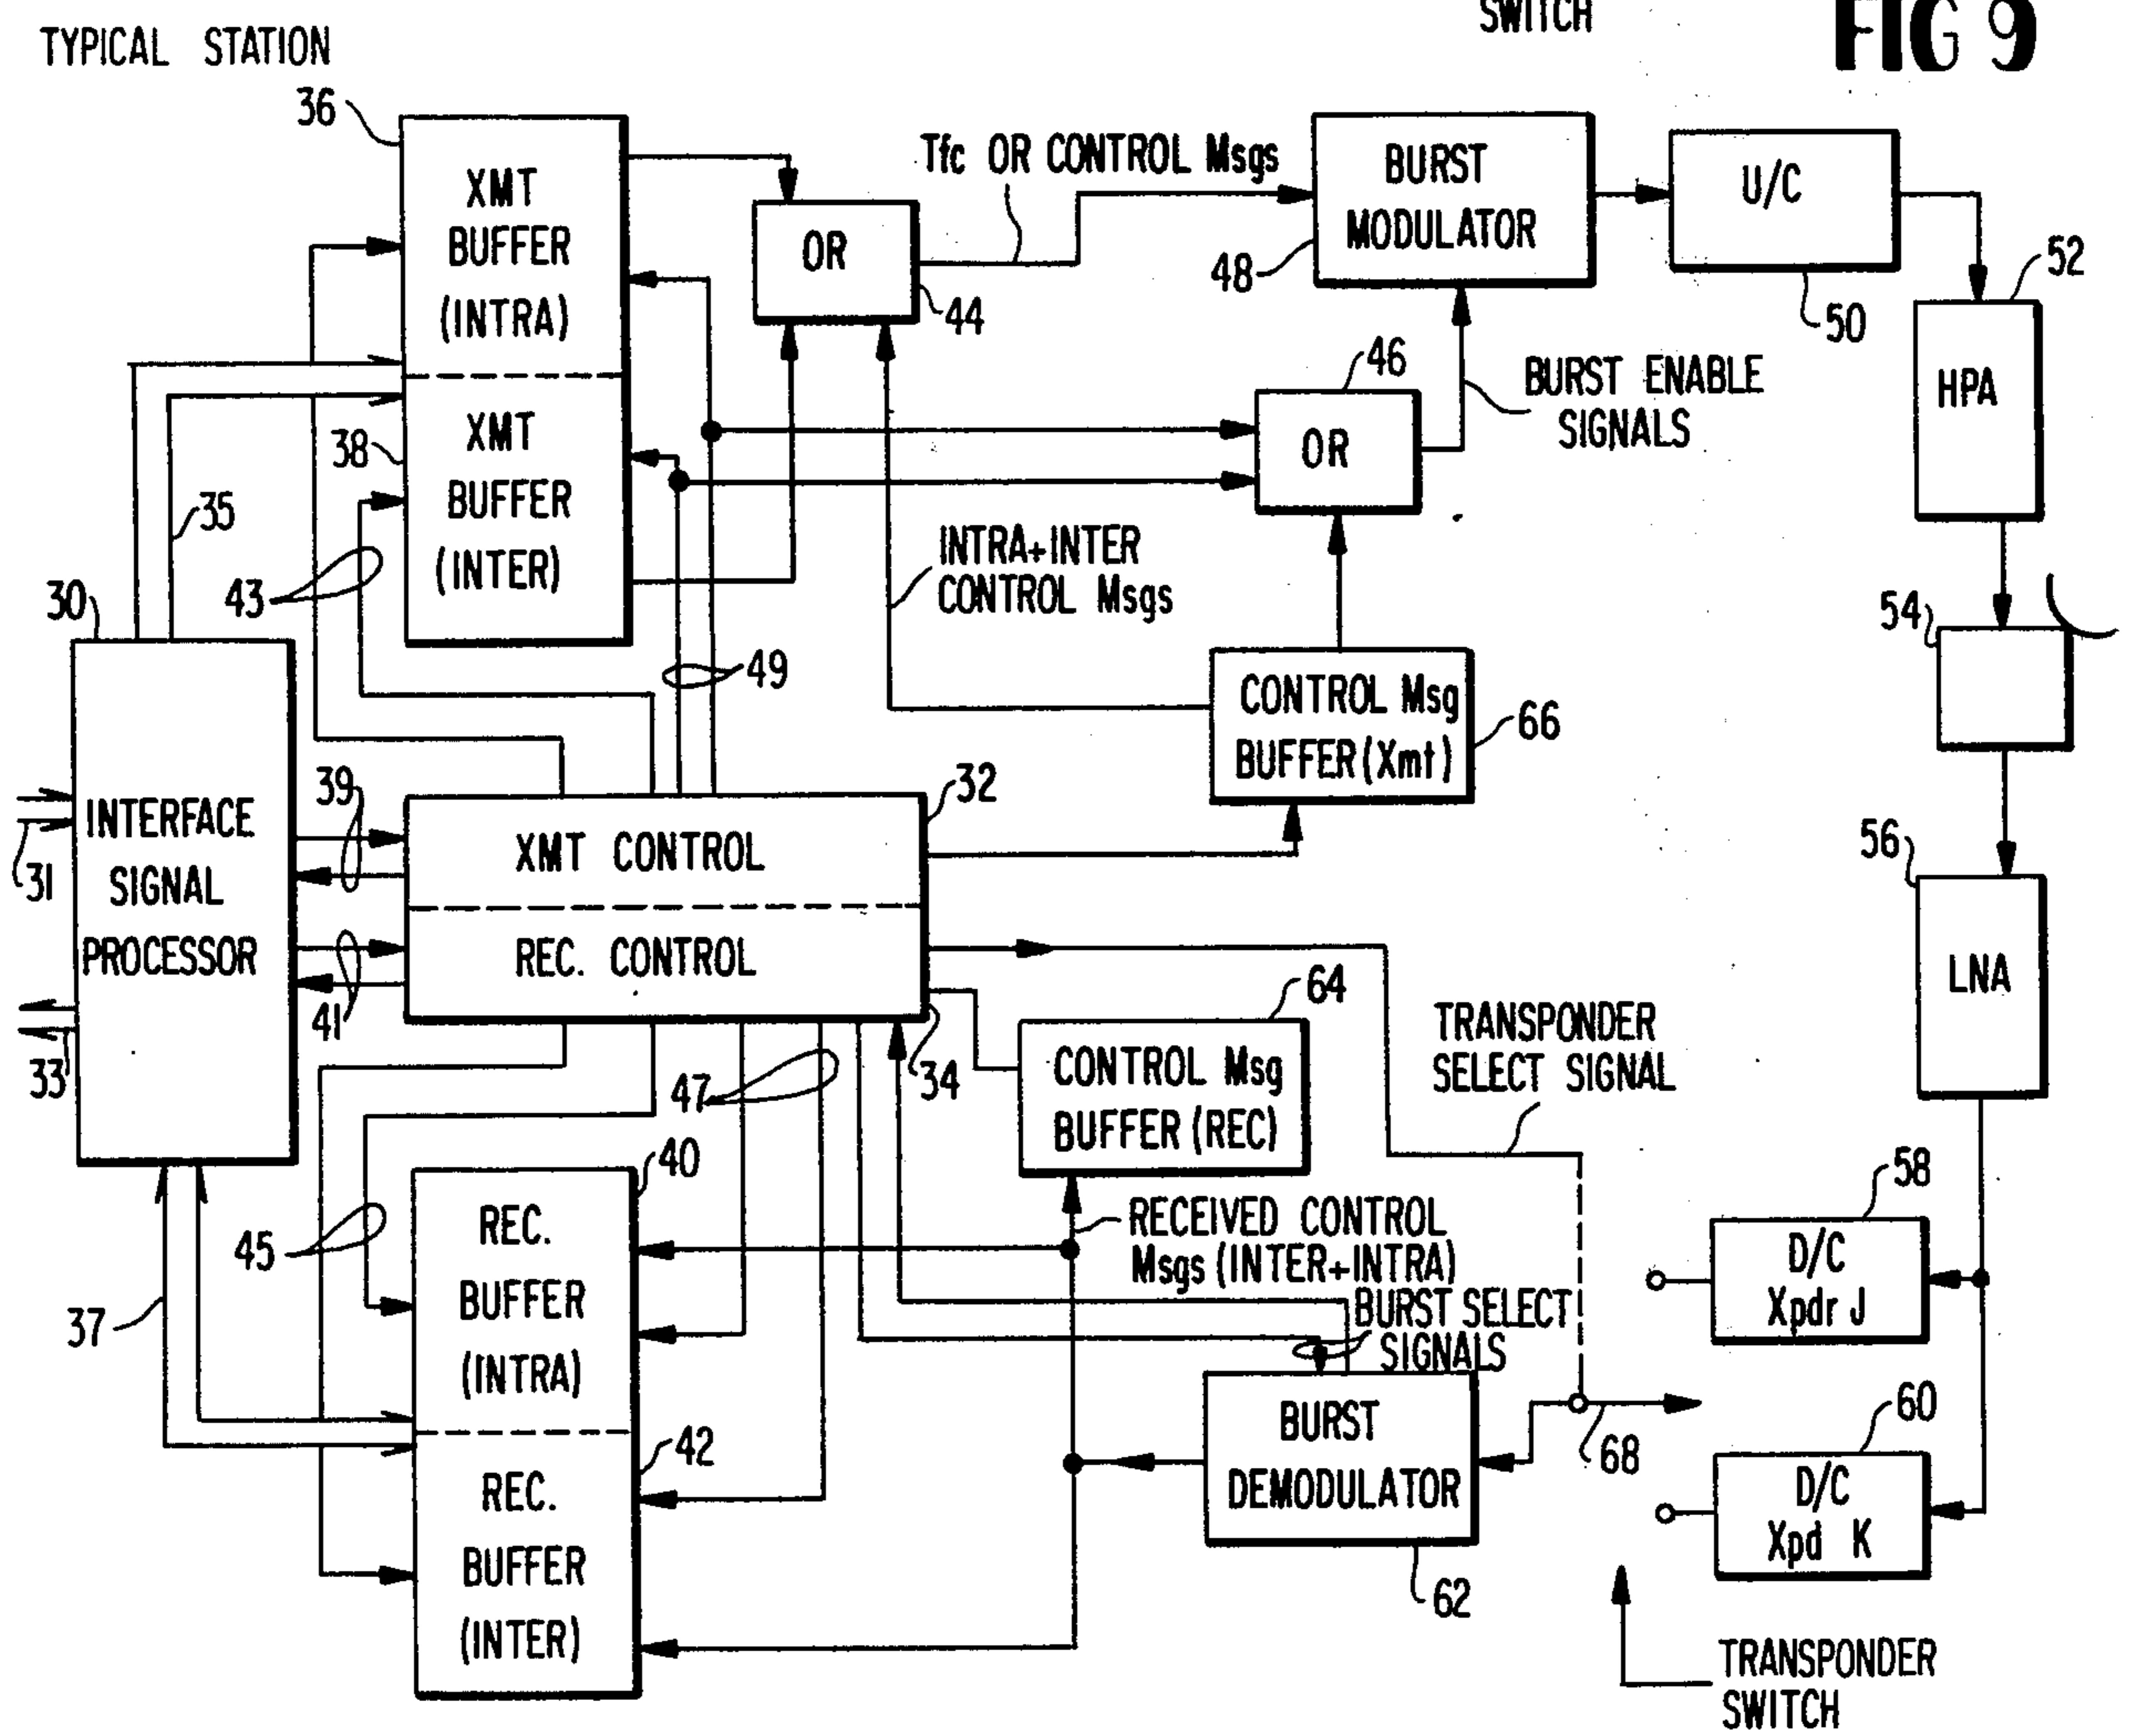 SWITCH
FIG 9
TYPICAL STATION
36
XMT
BUFFER
(INTRA)
38
XMT
BUFFER
(INTER)
35
43
30
INTERFACE
SIGNAL
PROCESSOR
31
33
37
39
41
OR
44
Tfc OR CONTROL Msgs
BURST
MODULATOR
48
U/C
50
52
HPA
46
OR
BURST ENABLE
SIGNALS
INTRA+INTER
CONTROL Msgs
49
CONTROL Msg
BUFFER (Xmt)
66
54
32
XMT CONTROL
REC. CONTROL
34
56
LNA
64
CONTROL Msg
BUFFER (REC)
TRANSPONDER
SELECT SIGNAL
47
45
40
REC.
BUFFER
(INTRA)
42
REC.
BUFFER
(INTER)
RECEIVED CONTROL
Msgs (INTER+INTRA)
BURST SELECT
SIGNALS
BURST
DEMODULATOR
62
68
58
D/C
Xpdr J
60
D/C
Xpd K
TRANSPONDER
SWITCH